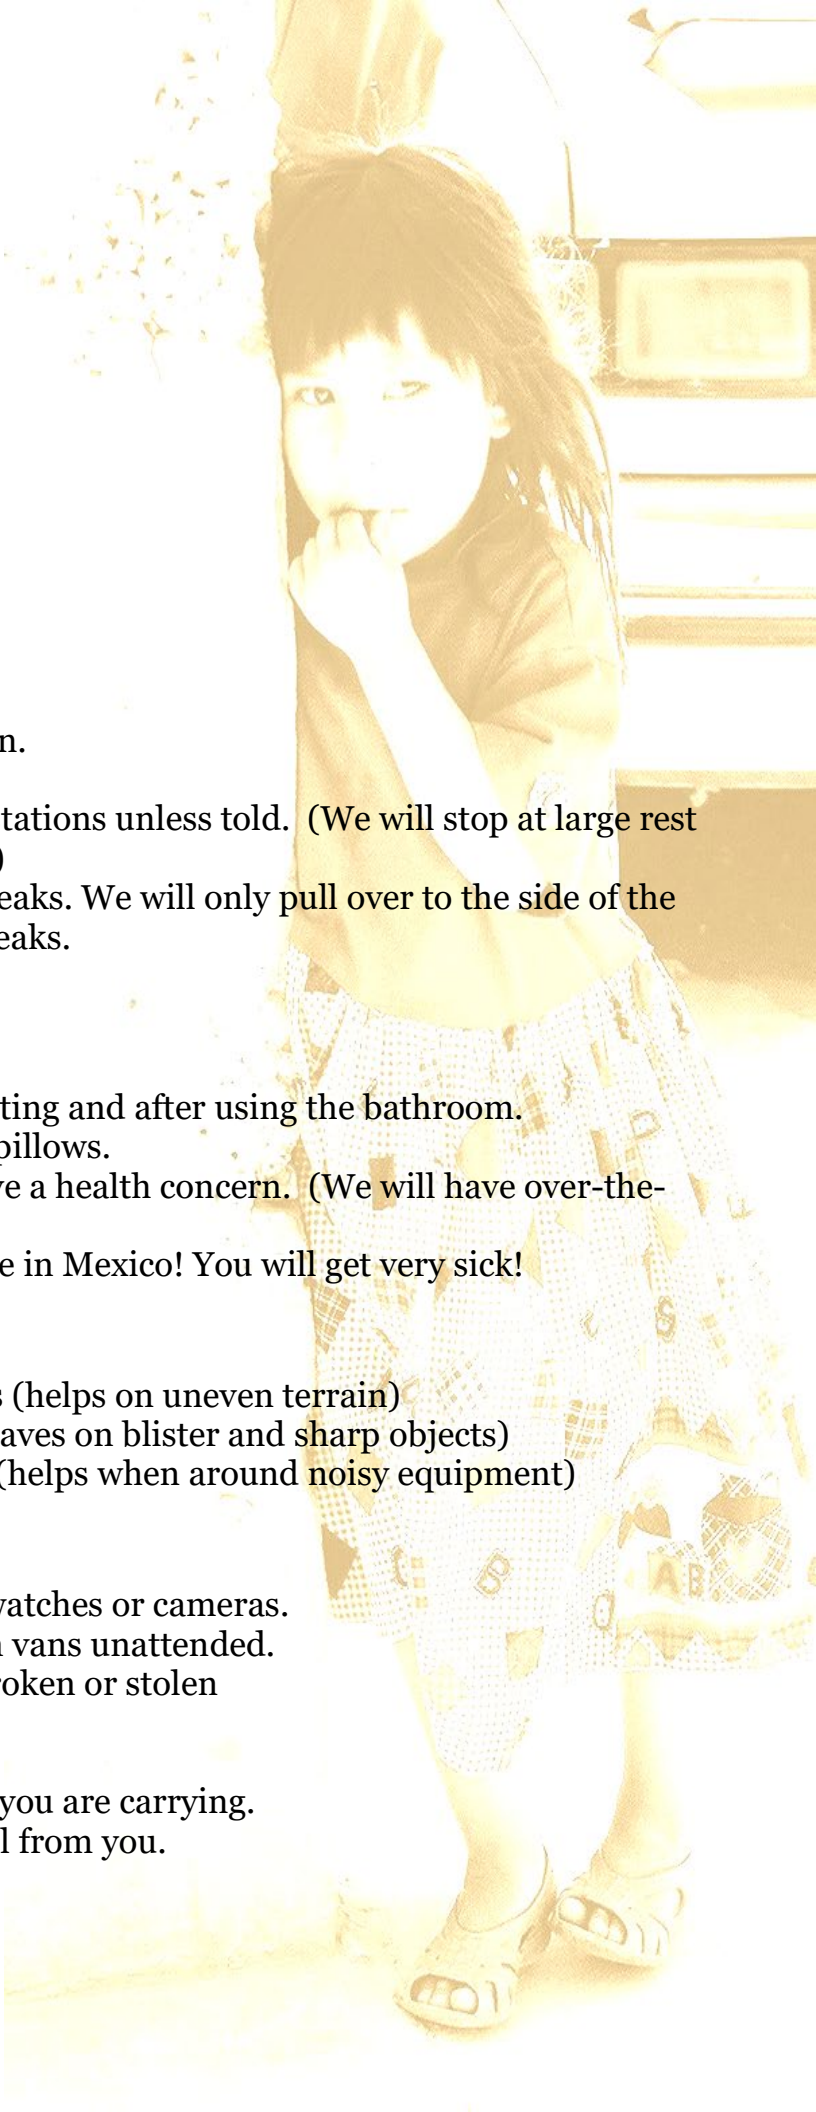 n.
tations unless told.  (We will stop at large rest
)
eaks. We will only pull over to the side of the
eaks.
ting and after using the bathroom.
pillows.
ve a health concern.  (We will have over-the-
e in Mexico! You will get very sick!
s (helps on uneven terrain)
aves on blister and sharp objects)
(helps when around noisy equipment)
watches or cameras.
n vans unattended.
roken or stolen
you are carrying.
l from you.
A B